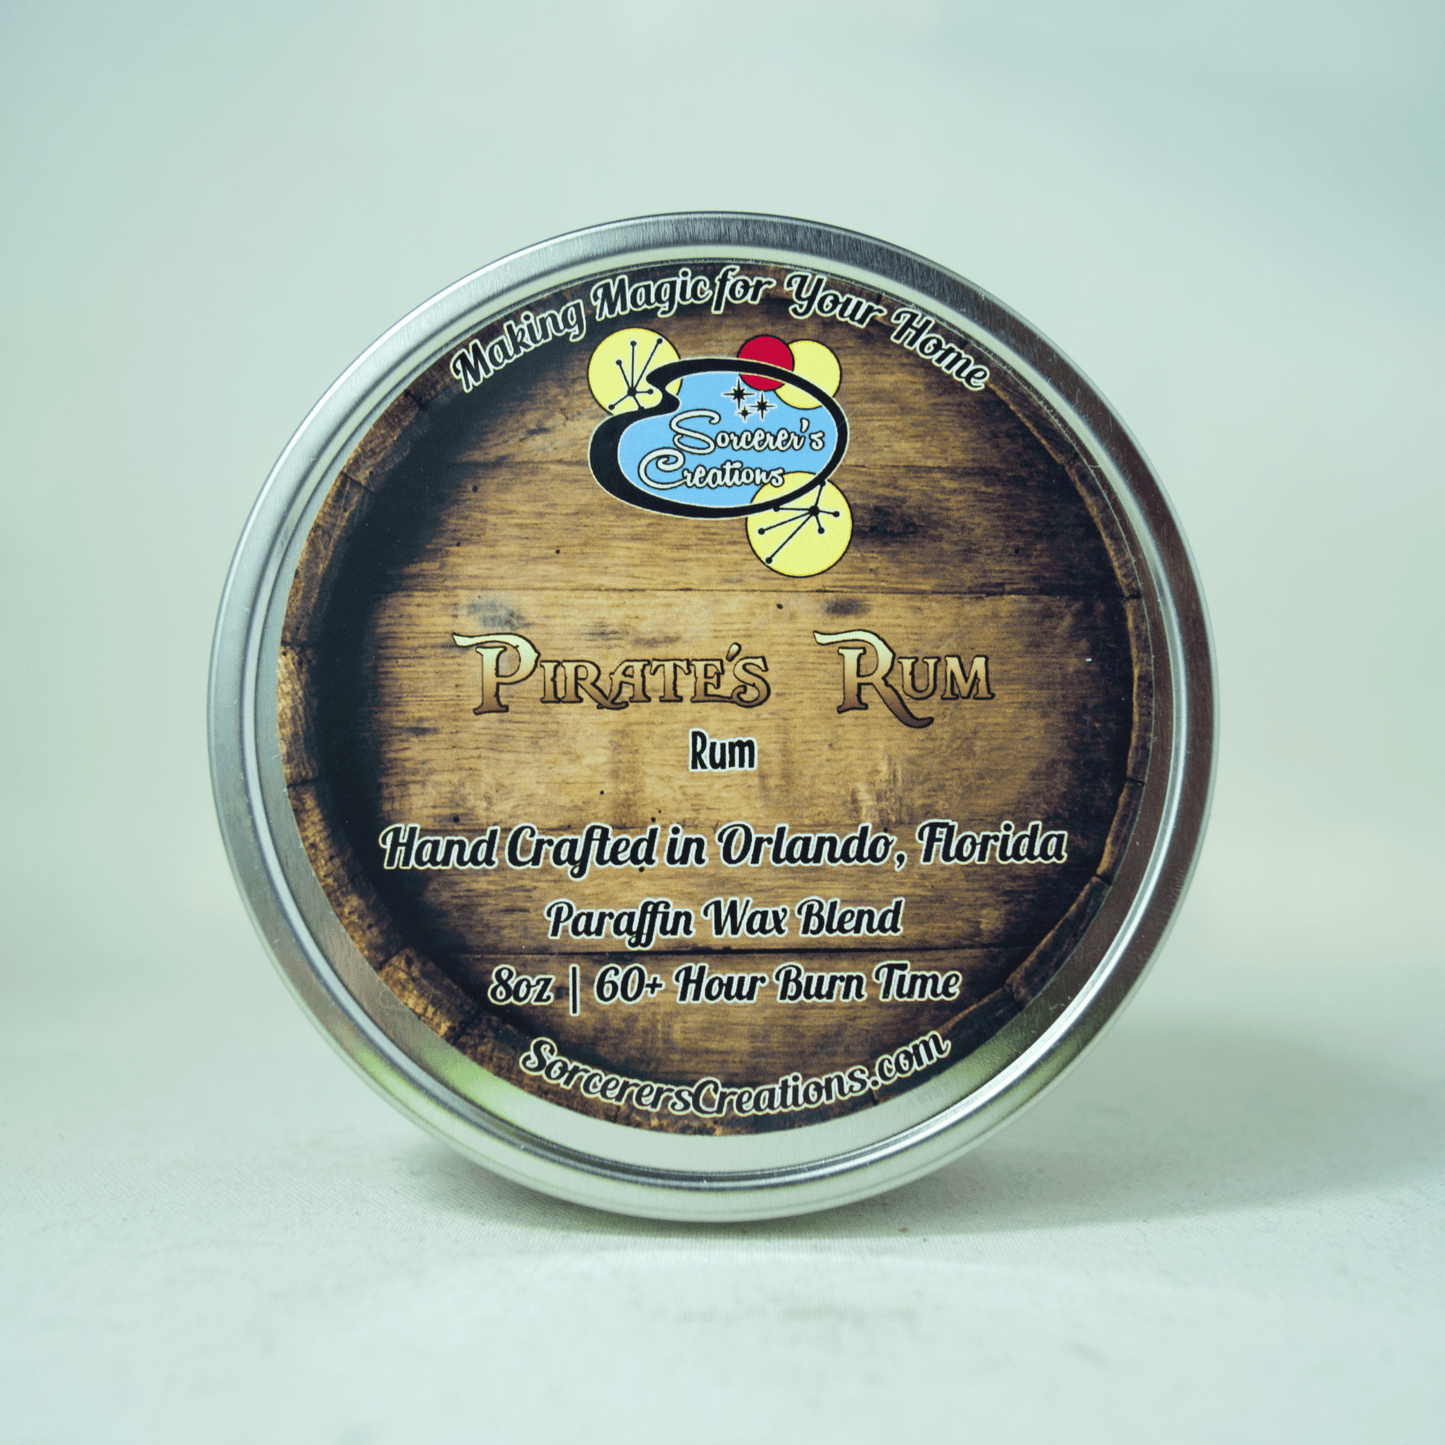 Making Magic for Your Home
Sorcerer's
Creations
Pirate's Rum
Rum
Hand Crafted in Orlando, Florida
Paraffin Wax Blend
8oz | 60+ Hour Burn Time
SorcerersCreations.com